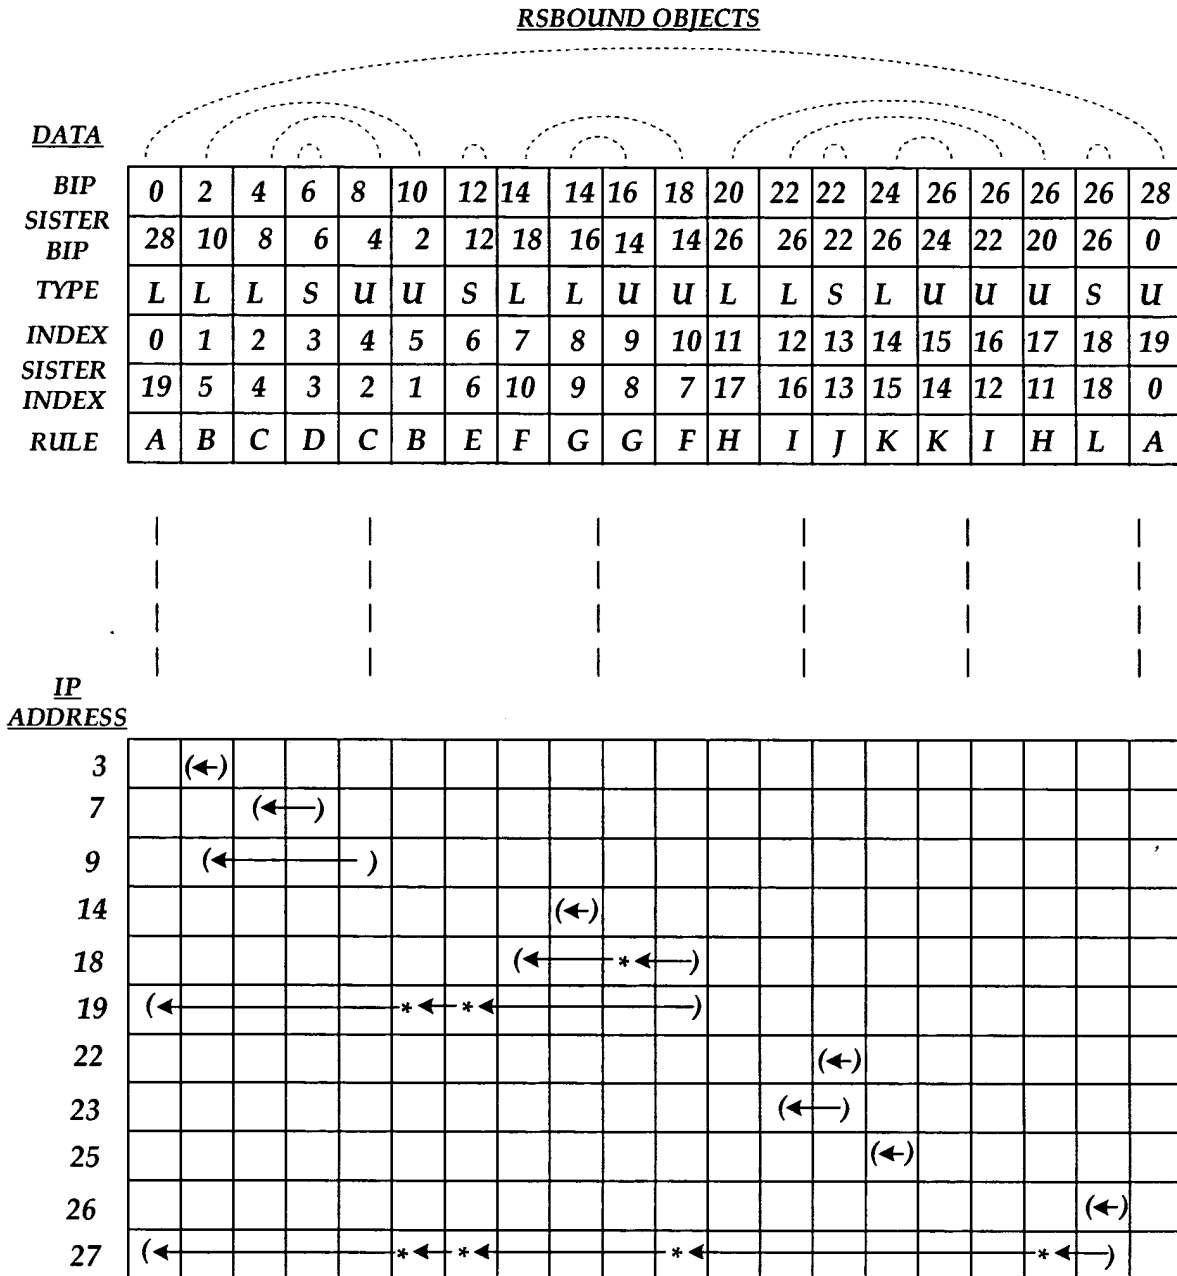 RSBOUND OBJECTS
DATA
BIP 0 2 4 6 8 10 12 14 14 16 18 20 22 22 24 26 26 26 26 28
SISTER
BIP 28 10 8 6 4 2 12 18 16 14 14 26 26 22 26 24 22 20 26 0
TYPE L L L S U U S L L U U L L S L U U U S U
INDEX 0 1 2 3 4 5 6 7 8 9 10 11 12 13 14 15 16 17 18 19
SISTER
INDEX 19 5 4 3 2 1 6 10 9 8 7 17 16 13 15 14 12 11 18 0
RULE A B C D C B E F G G F H I J K K I H L A
IP
ADDRESS
3 (←)
7 (←)
9 (← )
14 (←)
18 (← *←)
19 (← *← *←)
22 (←)
23 (←)
25 (←)
26 (←)
27 (← *← *← *← *←)